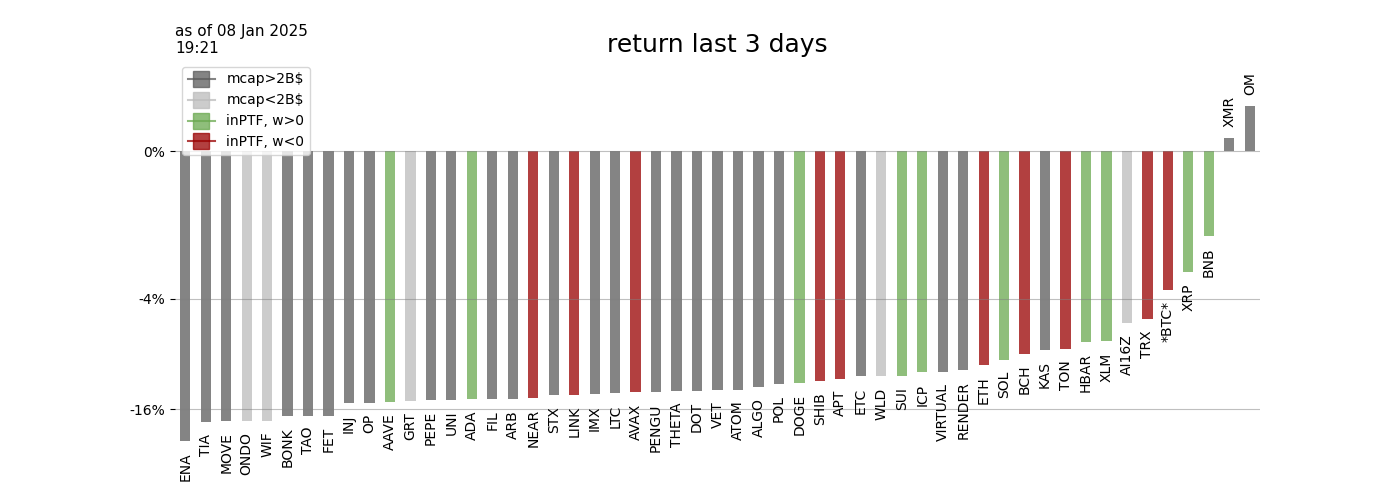 as of 08 Jan 2025
19:21
return last 3 days
mcap>2B$
mcap<2B$
inPTF, w>0
inPTF, w<0
0%
-4%
-16%
ENA
TIA
MOVE
ONDO
WIF
BONK
TAO
FET
INJ
OP
AAVE
GRT
PEPE
UNI
ADA
FIL
ARB
NEAR
STX
LINK
IMX
LTC
AVAX
PENGU
THETA
DOT
VET
ATOM
ALGO
POL
DOGE
SHIB
APT
ETC
WLD
SUI
ICP
VIRTUAL
RENDER
ETH
SOL
BCH
KAS
TON
HBAR
XLM
AI16Z
TRX
*BTC*
XRP
BNB
XMR
OM